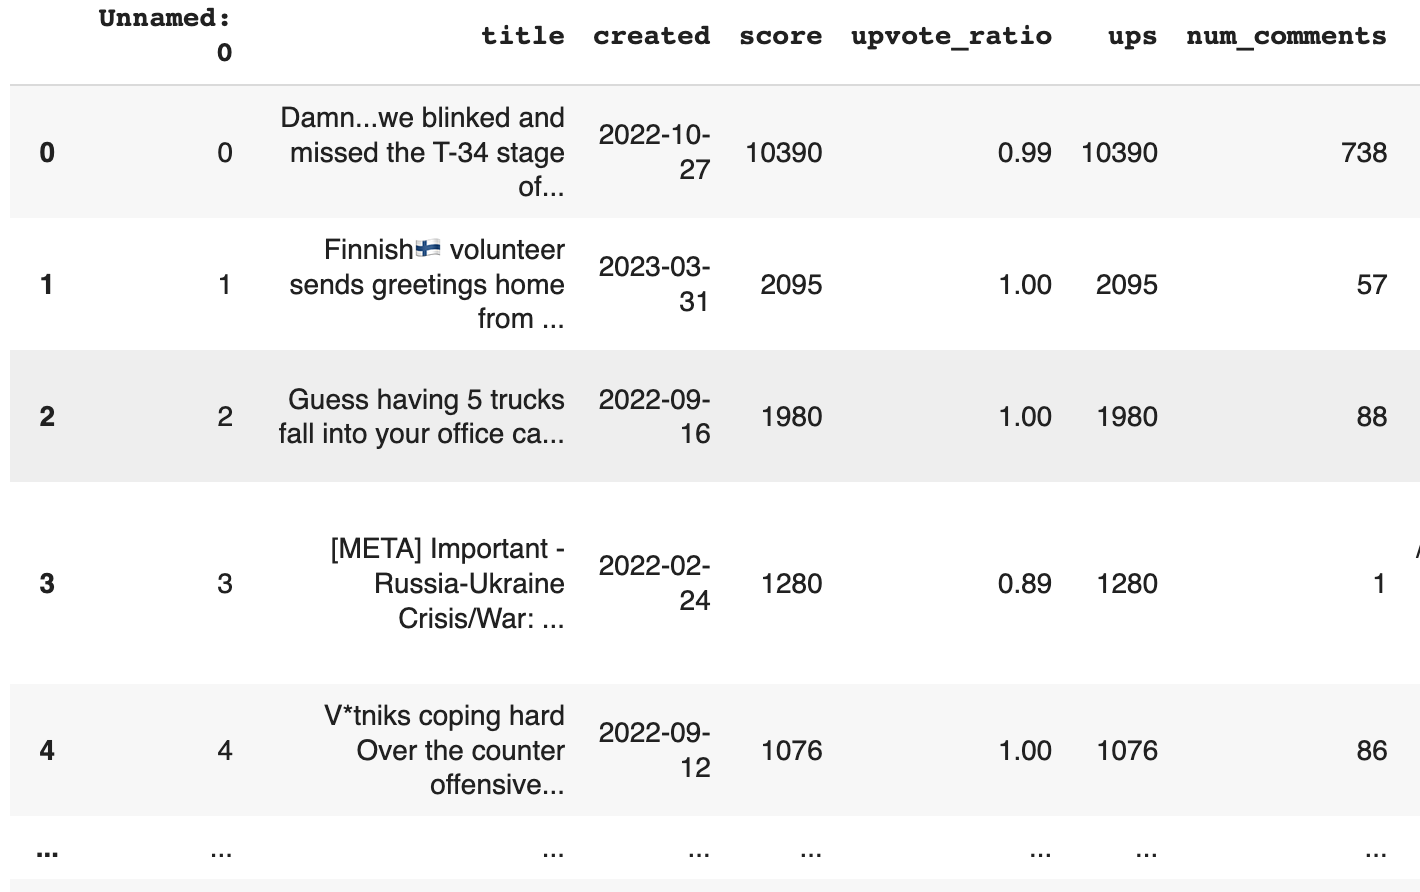 Unnamed: 0 title created score upvote_ratio ups num_comments
0 0 Damn...we blinked and missed the T-34 stage of... 2022-10-27 10390 0.99 10390 738
1 1 Finnish🇫🇮 volunteer sends greetings home from ... 2023-03-31 2095 1.00 2095 57
2 2 Guess having 5 trucks fall into your office ca... 2022-09-16 1980 1.00 1980 88
3 3 [META] Important - Russia-Ukraine Crisis/War: ... 2022-02-24 1280 0.89 1280 1
4 4 V*tniks coping hard Over the counter offensive... 2022-09-12 1076 1.00 1076 86
... ... ... ... ... ... ... ...